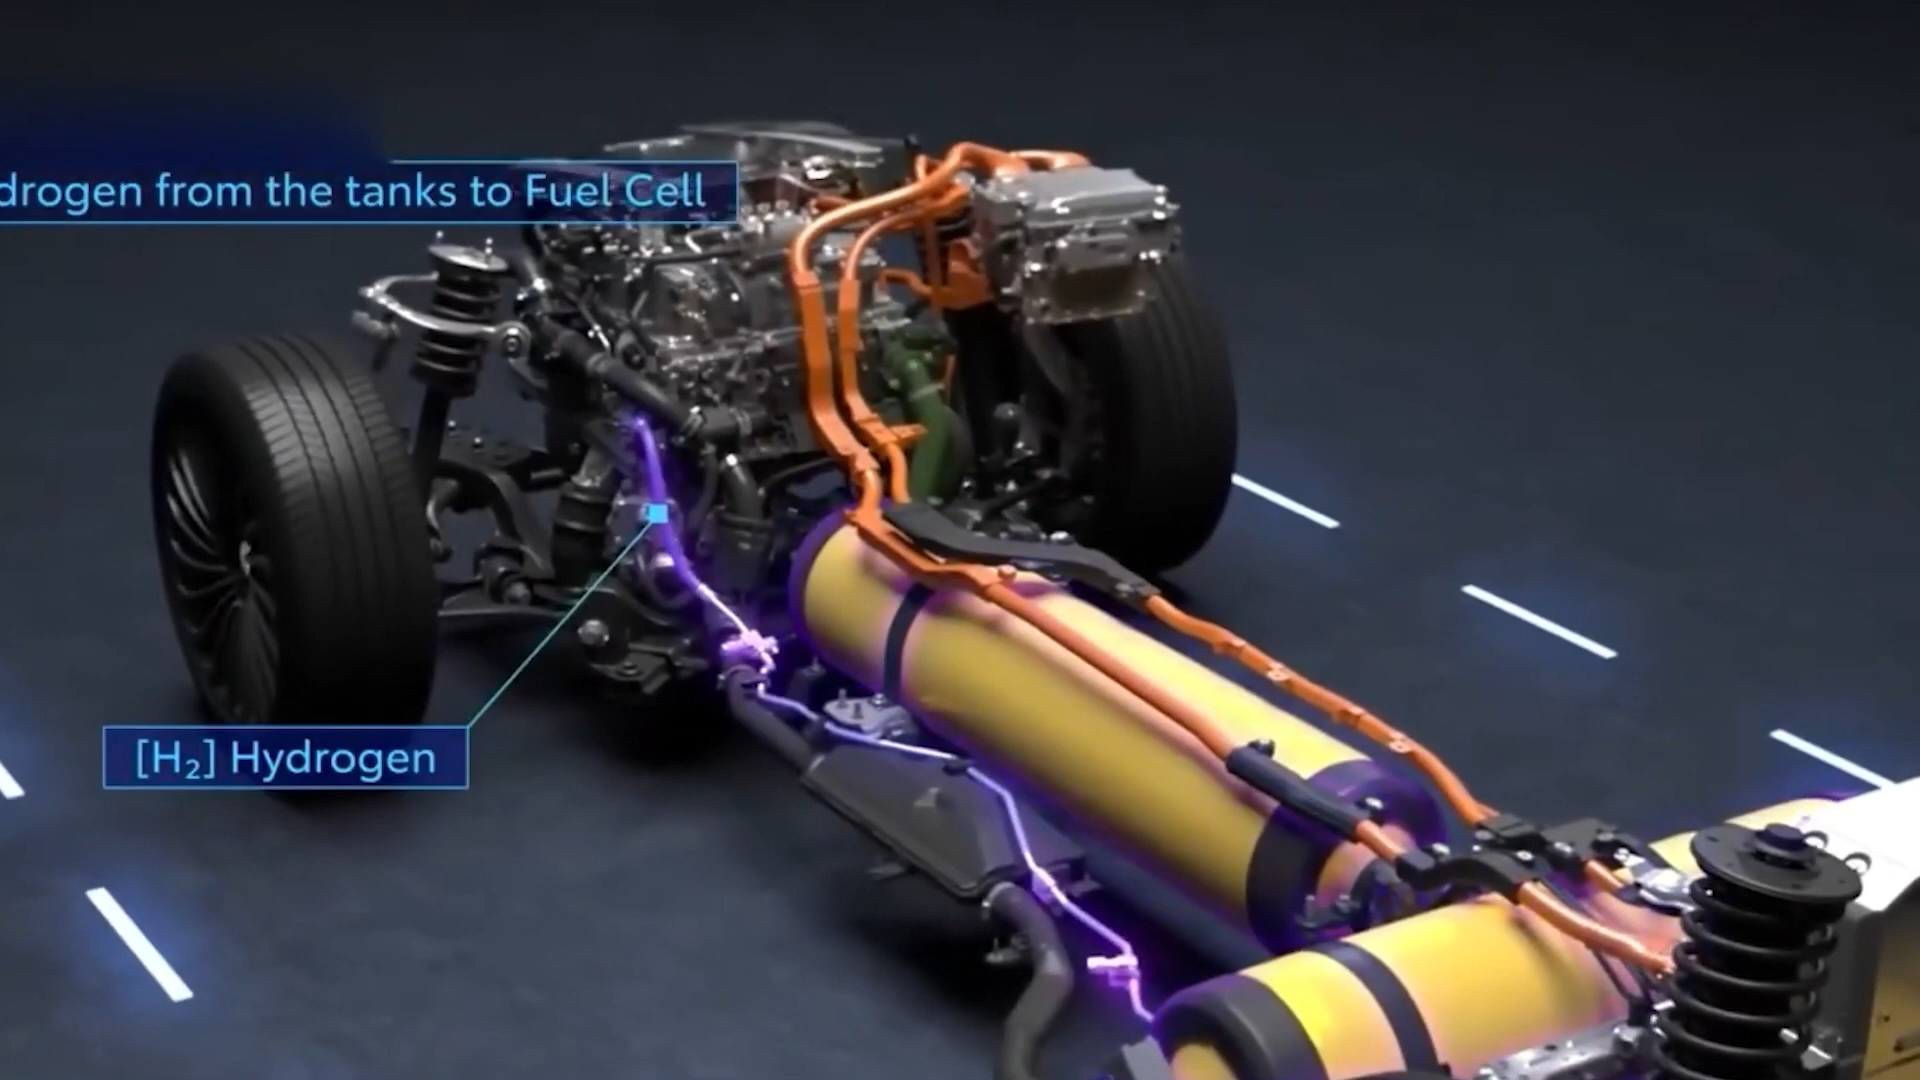 drogen from the tanks to Fuel Cell
[H₂] Hydrogen